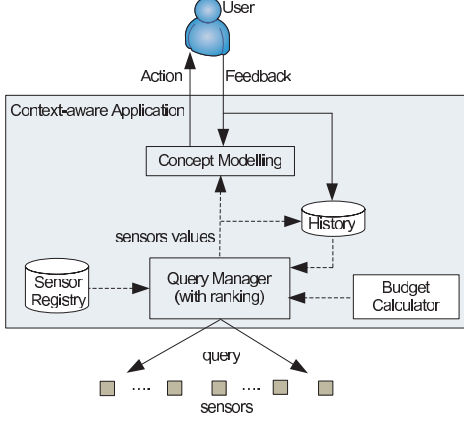 User
Action
Feedback
Context-aware Application
Concept Modelling
sensors values
History
Sensor
Registry
Query Manager
(with ranking)
Budget
Calculator
query
.... .... 
sensors